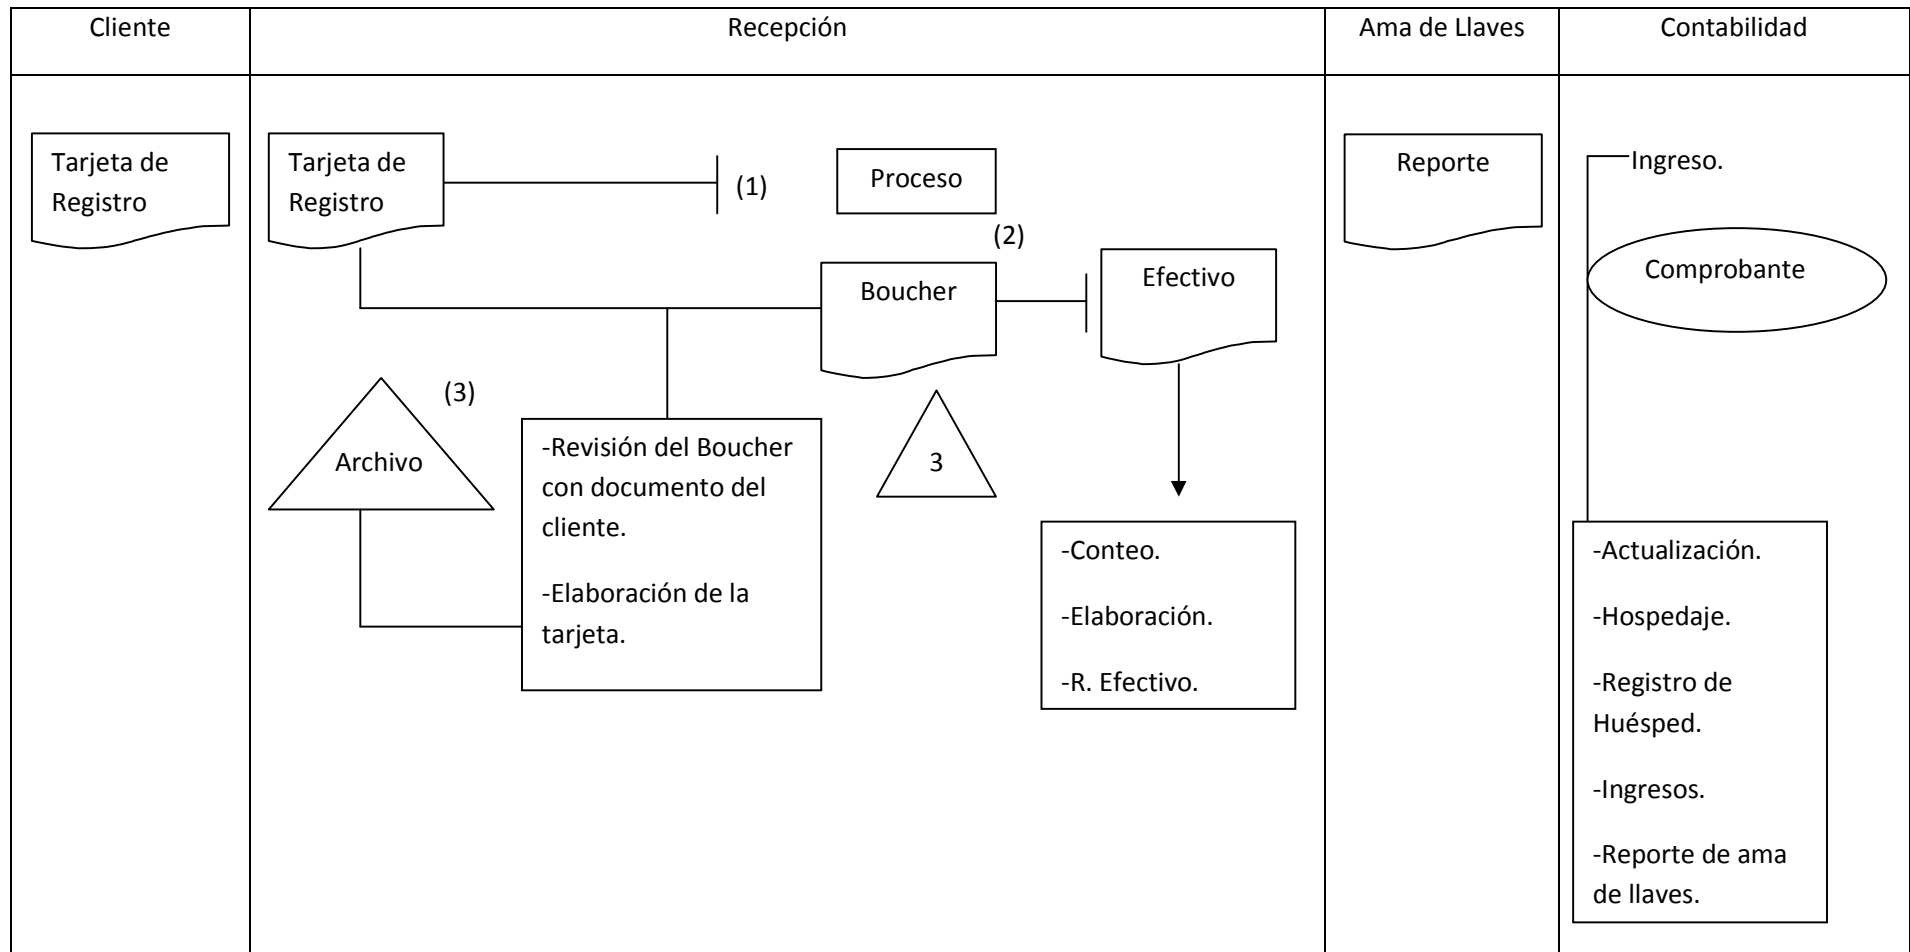 Cliente
Recepción
Ama de Llaves
Contabilidad
Tarjeta de
Registro
Tarjeta de
Registro
(1)
Proceso
(2)
Boucher
Efectivo
(3)
Archivo
-Revisión del Boucher
con documento del
cliente.
-Elaboración de la
tarjeta.
3
-Conteo.
-Elaboración.
-R. Efectivo.
Reporte
Ingreso.
Comprobante
-Actualización.
-Hospedaje.
-Registro de
Huésped.
-Ingresos.
-Reporte de ama
de llaves.